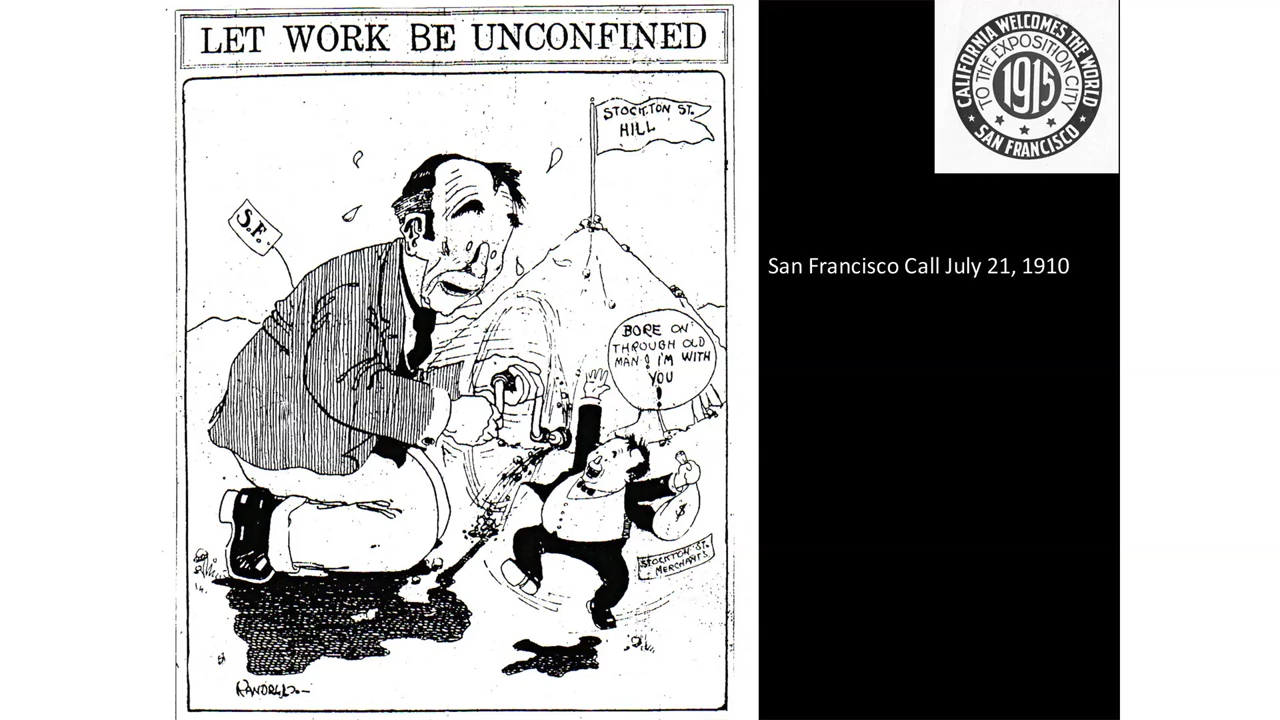 LET WORK BE UNCONFINED
STOCKTON ST.
HILL
S.F.
BORE ON
THROUGH OLD
MAN! I'M WITH
YOU
!
$
STOCKTON ST.
MERCHANTS.
CALIFORNIA WELCOMES THE WORLD
TO THE EXPOSITION CITY
1915
SAN FRANCISCO
San Francisco Call July 21, 1910